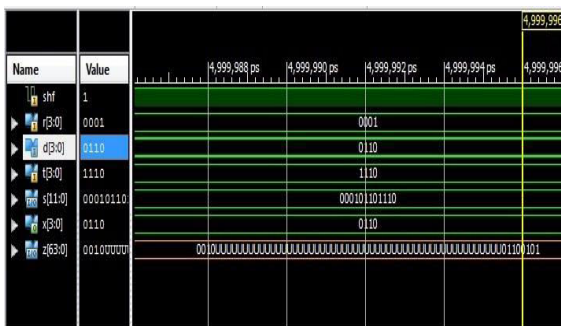 4,999,996
Name Value 4,999,988 ps 4,999,990 ps 4,999,992 ps 4,999,994 ps 4,999,996
shf 1
r[3:0] 0001 0001
d[3:0] 0110 0110
t[3:0] 1110 1110
s[11:0] 00010110 000101101110
x[3:0] 0110 0110
z[63:0] 0010UUUU 0010UUUUUUUUUUUUUUUUUUUUUUUUUUUUUUUUUUUUUUUUUUUUUUUUUUUU01100101